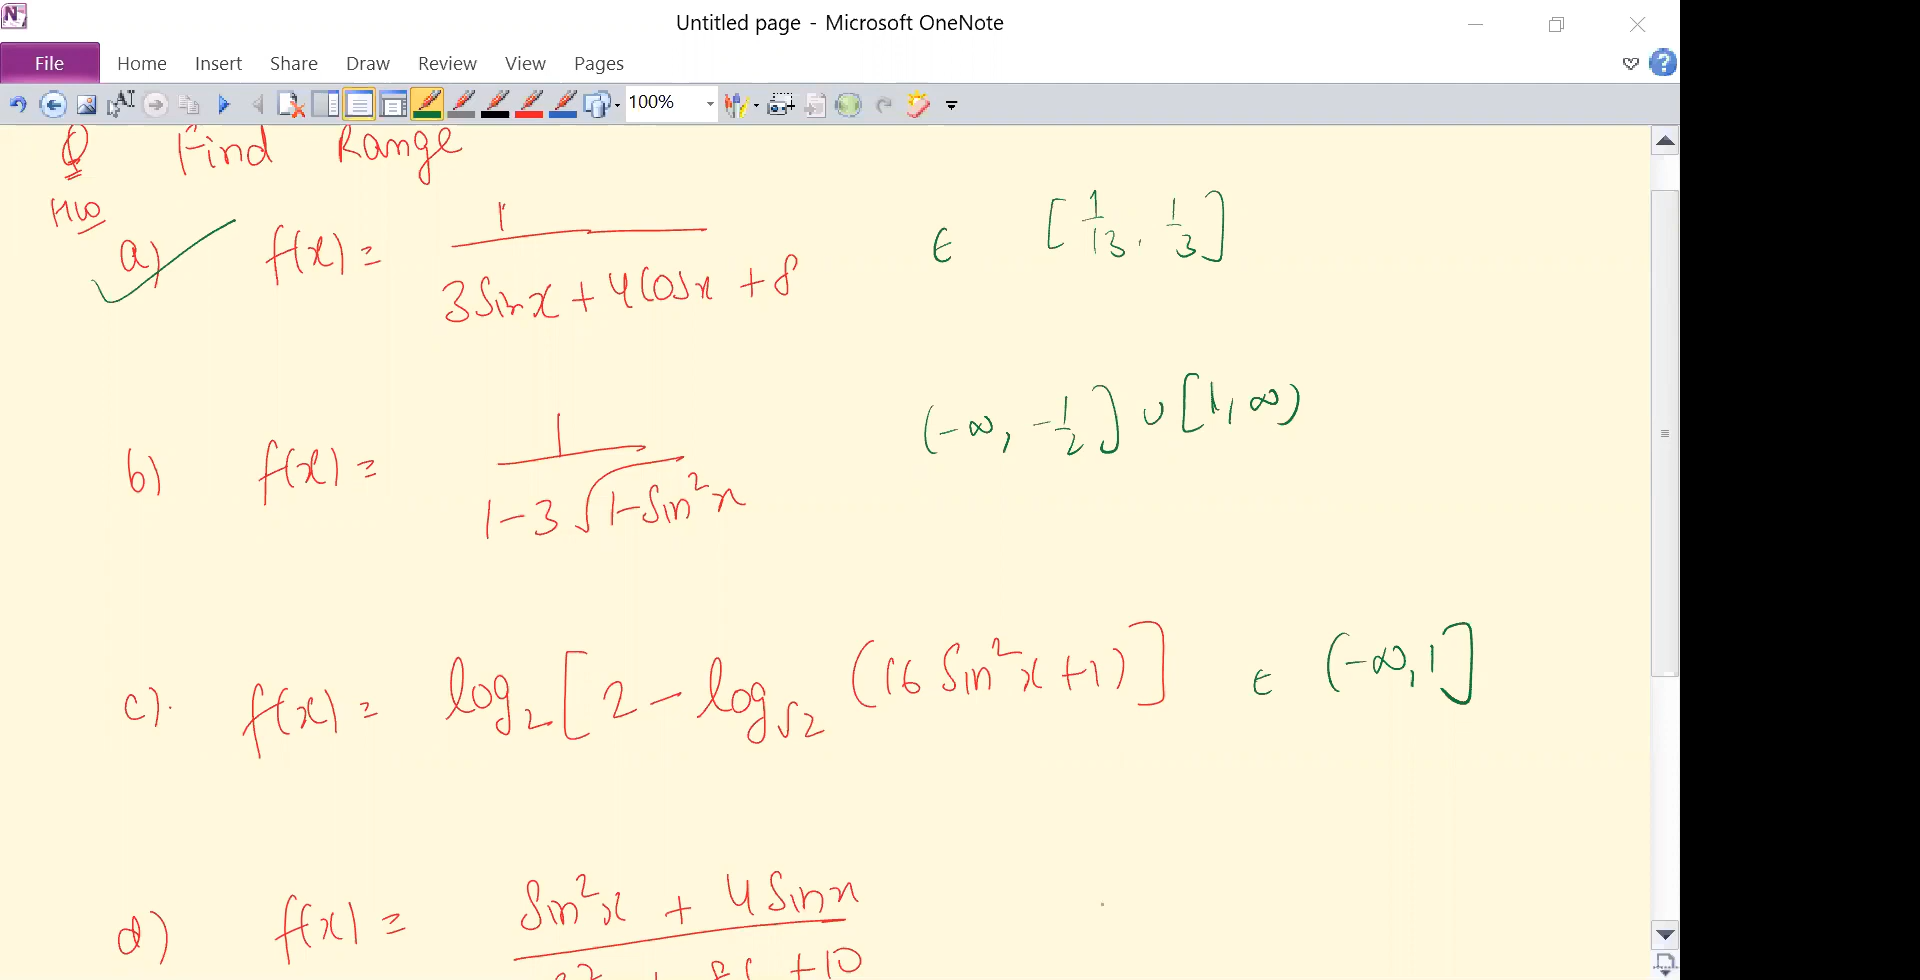 Untitled page - Microsoft OneNote
File Home Insert Share Draw Review View Pages
100%
Q Find Range
HW
a) f(x) = 1/(3 Sin x + 4 Cos x + 8) ∈ [1/13, 1/3]
b) f(x) = 1/(1-3√(1-Sin²x)) (-∞, -1/2] ∪ [1, ∞)
c). f(x) = log₂[2 - log_√2 (16 Sin²x + 1)] ∈ (-∞, 1]
d) f(x) = Sin²x + 4 Sin x
+ 10